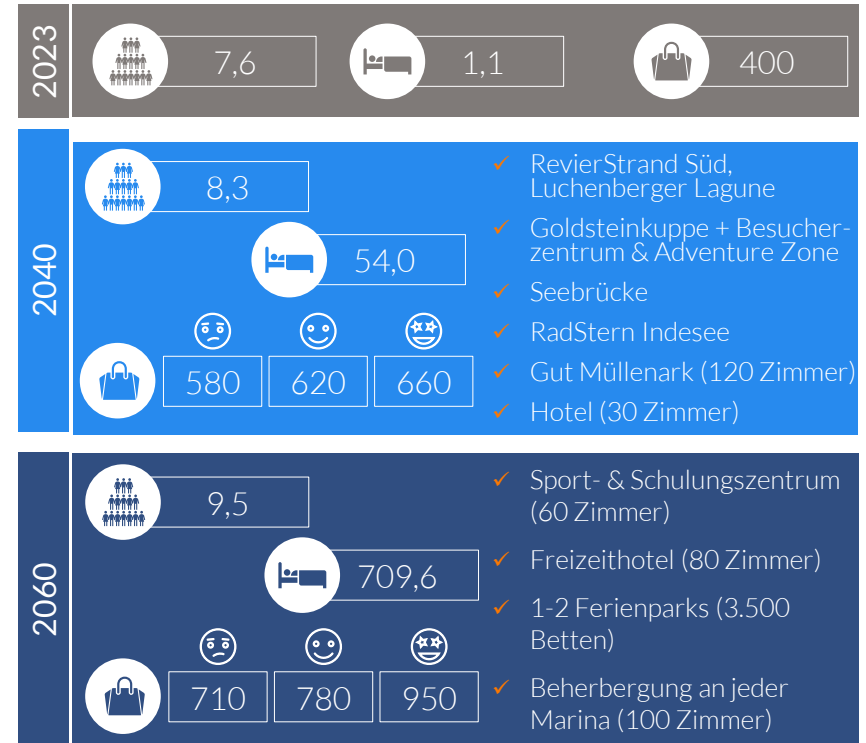 2023
7,6
1,1
400
2040
8,3
54,0
580
620
660
RevierStrand Süd,
Luchenberger Lagune
Goldsteinkuppe + Besucher-
zentrum & Adventure Zone
Seebrücke
RadStern Indesee
Gut Müllenark (120 Zimmer)
Hotel (30 Zimmer)
2060
9,5
709,6
710
780
950
Sport- & Schulungszentrum
(60 Zimmer)
Freizeithotel (80 Zimmer)
1-2 Ferienparks (3.500
Betten)
Beherbergung an jeder
Marina (100 Zimmer)